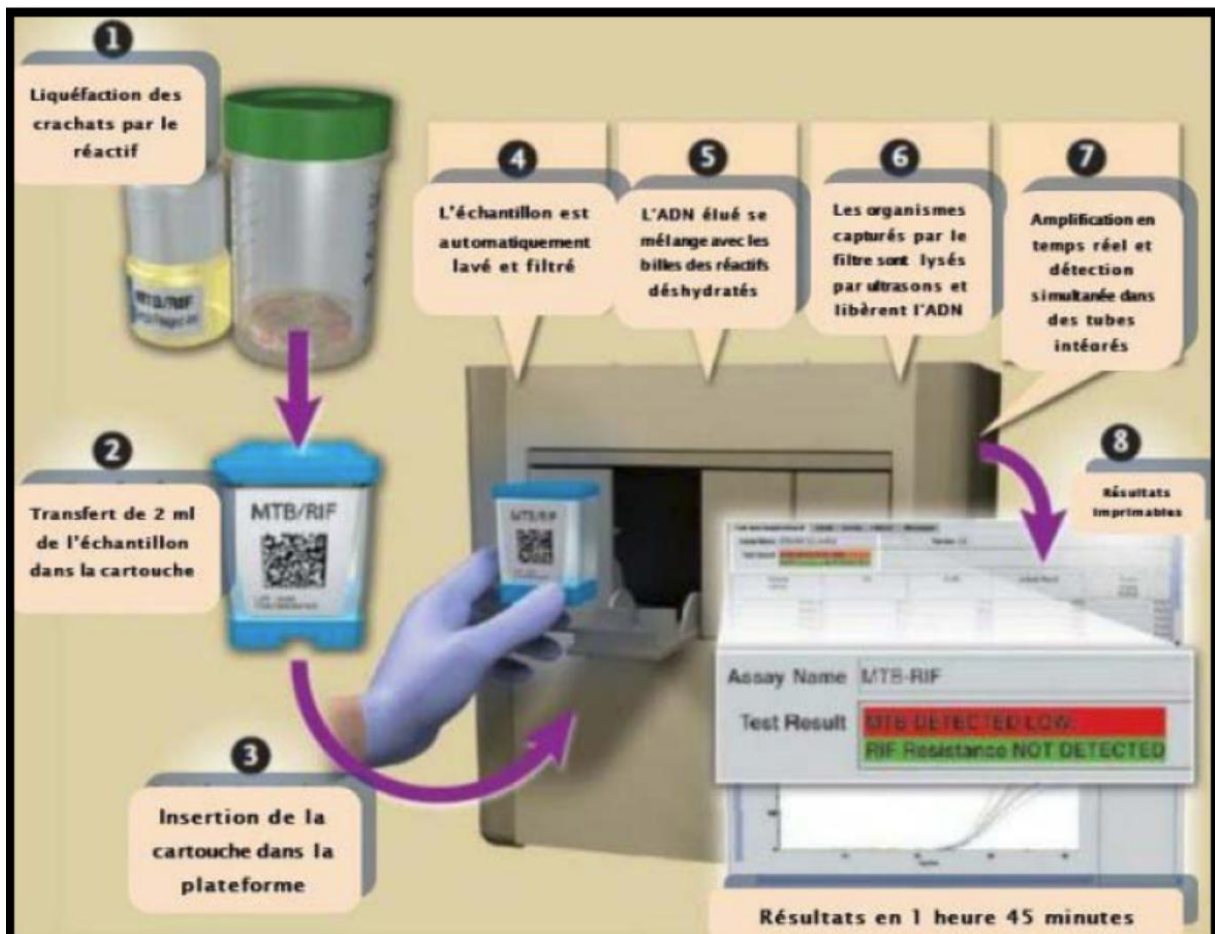 1
Liquéfaction des
crachats par le
réactif
MTB/RIF
2
Transfert de 2 ml
de l'échantillon
dans la cartouche
MTB/RIF
3
Insertion de la
cartouche dans la
plateforme
MTB/RIF
4
L'échantillon est
automatiquement
lavé et filtré
5
L'ADN élué se
mélange avec les
billes des réactifs
déshydratés
6
Les organismes
capturés par le
filtre sont lysés
par ultrasons et
libèrent l'ADN
7
Amplification en
temps réel et
détection
simultanée dans
des tubes
intégrés
8
Résultats
imprimables
Assay Name MTB-RIF
Test Result MTB DETECTED LOW;
RIF Resistance NOT DETECTED
Résultats en 1 heure 45 minutes